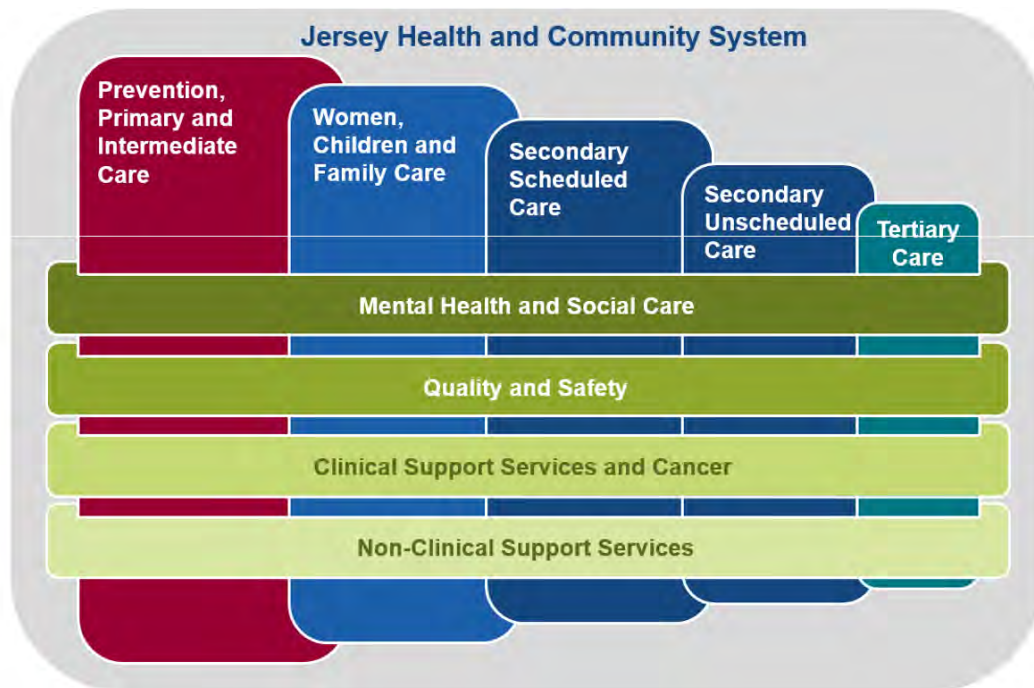 Jersey Health and Community System
Prevention,
Primary and
Intermediate
Care
Women,
Children and
Family Care
Secondary
Scheduled
Care
Secondary
Unscheduled
Care
Tertiary
Care
Mental Health and Social Care
Quality and Safety
Clinical Support Services and Cancer
Non-Clinical Support Services